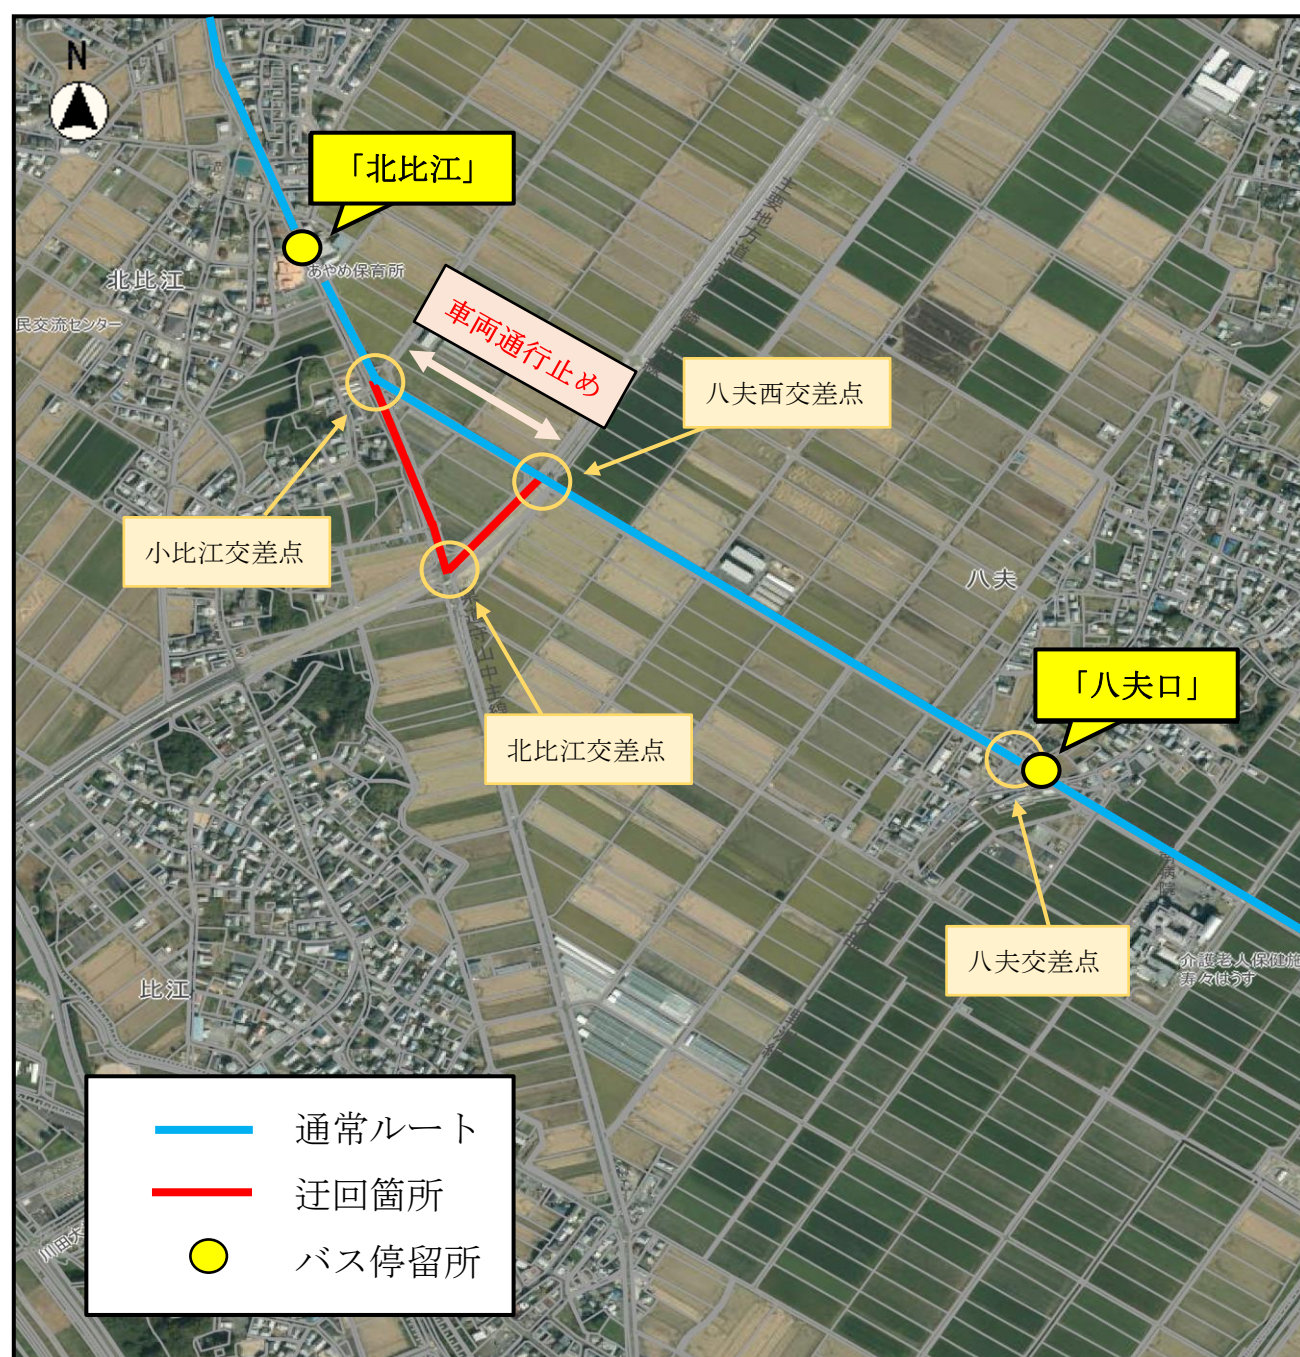 N
「北比江」
あやめ保育所
北比江
民交流センター
車両通行止め
八夫西交差点
小比江交差点
八夫
「八夫口」
北比江交差点
八夫交差点
介護老人保健施
寿々はうす
比江
通常ルート
迂回箇所
バス停留所